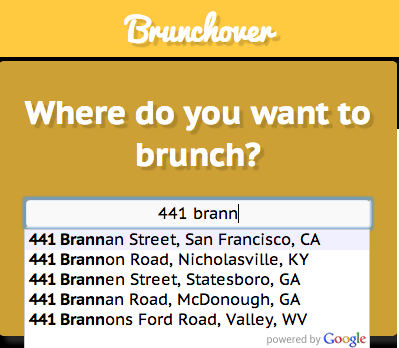 Brunchover
Where do you want to
brunch?
441 brann
441 Brannan Street, San Francisco, CA
441 Brannon Road, Nicholasville, KY
441 Brannen Street, Statesboro, GA
441 Brannan Road, McDonough, GA
441 Brannons Ford Road, Valley, WV
powered by Google